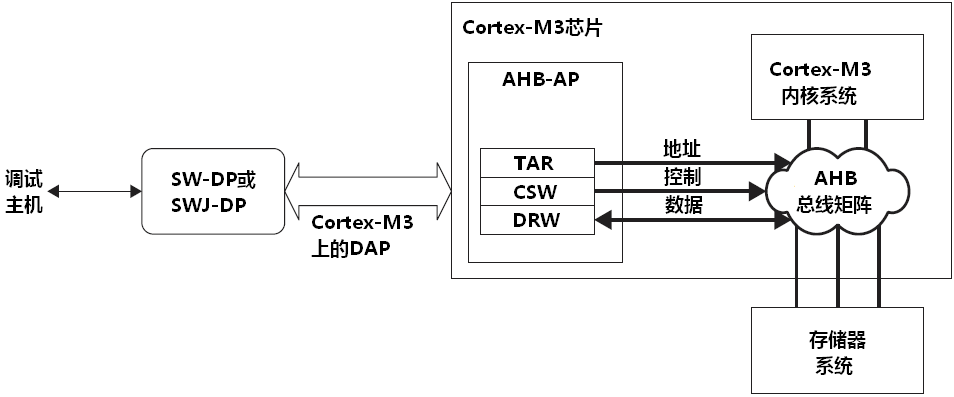 Cortex-M3芯片
AHB-AP
Cortex-M3
内核系统
TAR
CSW
DRW
地址
控制
数据
AHB
总线矩阵
调试
主机
SW-DP或
SWJ-DP
Cortex-M3
上的DAP
存储器
系统